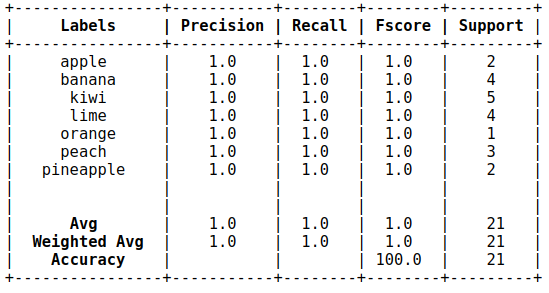 +----------------+-----------+--------+--------+---------+
|     Labels     | Precision | Recall | Fscore | Support |
+----------------+-----------+--------+--------+---------+
|     apple      |    1.0    |  1.0   |  1.0   |    2    |
|     banana     |    1.0    |  1.0   |  1.0   |    4    |
|      kiwi      |    1.0    |  1.0   |  1.0   |    5    |
|      lime      |    1.0    |  1.0   |  1.0   |    4    |
|     orange     |    1.0    |  1.0   |  1.0   |    1    |
|     peach      |    1.0    |  1.0   |  1.0   |    3    |
|   pineapple    |    1.0    |  1.0   |  1.0   |    2    |
|                |           |        |        |         |
|                |           |        |        |         |
|      Avg       |    1.0    |  1.0   |  1.0   |    21   |
|  Weighted Avg  |    1.0    |  1.0   |  1.0   |    21   |
|    Accuracy    |           |        | 100.0  |    21   |
+----------------+-----------+--------+--------+---------+